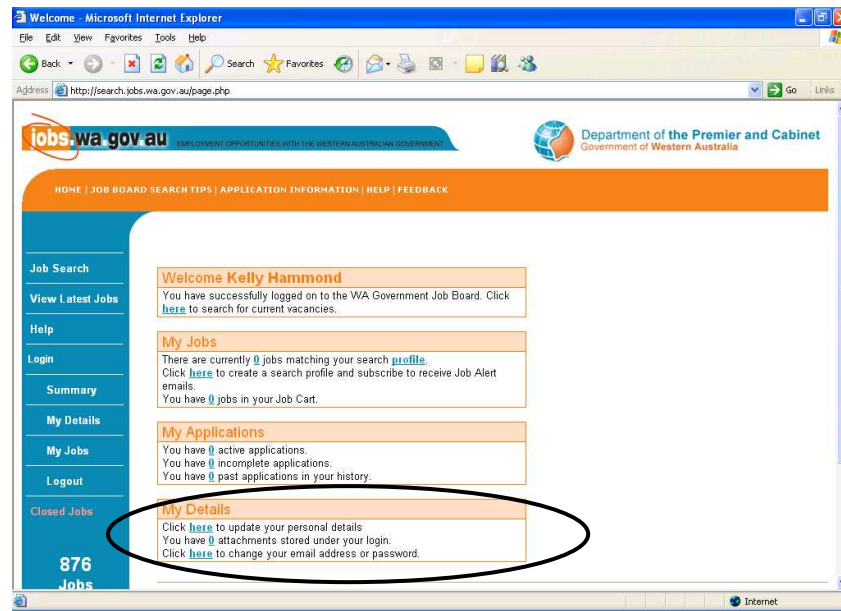 Welcome - Microsoft Internet Explorer
File Edit View Favorites Tools Help
Back Search Favorites
Address http://search.jobs.wa.gov.au/page.php Go Links
jobs.wa.gov.au EMPLOYMENT OPPORTUNITIES WITH THE WESTERN AUSTRALIAN GOVERNMENT
Department of the Premier and Cabinet
Government of Western Australia
HOME | JOB BOARD SEARCH TIPS | APPLICATION INFORMATION | HELP | FEEDBACK
Job Search
View Latest Jobs
Help
Login
Summary
My Details
My Jobs
Logout
Closed Jobs
876
Jobs
Welcome Kelly Hammond
You have successfully logged on to the WA Government Job Board. Click
here to search for current vacancies.
My Jobs
There are currently 0 jobs matching your search profile.
Click here to create a search profile and subscribe to receive Job Alert
emails.
You have 0 jobs in your Job Cart.
My Applications
You have 0 active applications.
You have 0 incomplete applications.
You have 0 past applications in your history.
My Details
Click here to update your personal details
You have 0 attachments stored under your login.
Click here to change your email address or password.
Internet